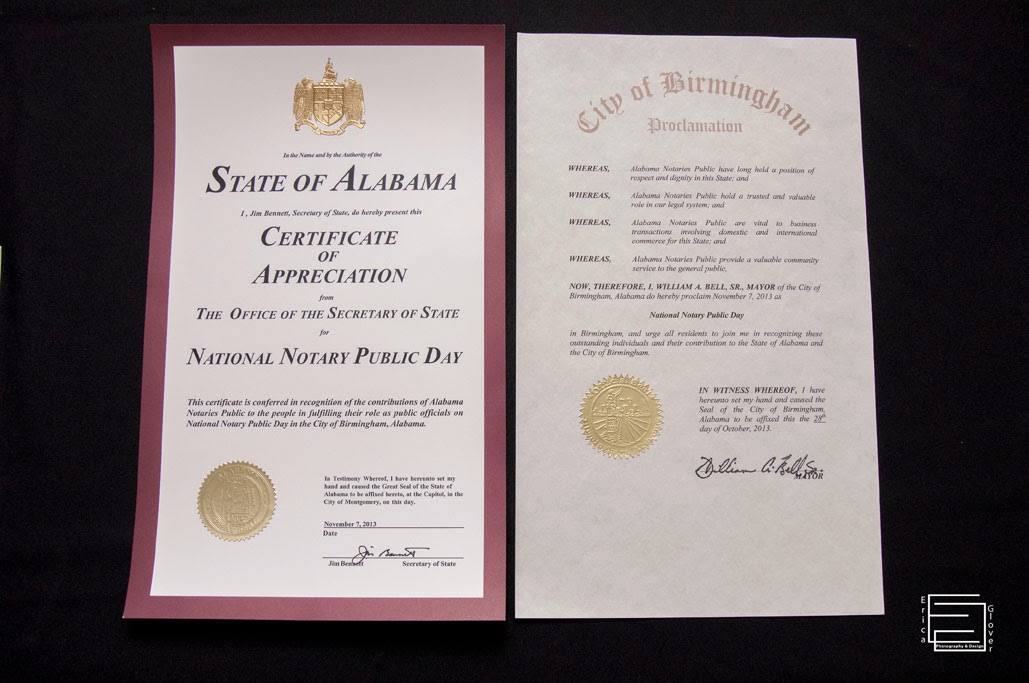 In the Name and by the Authority of the
STATE OF ALABAMA
I , Jim Bennett, Secretary of State, do hereby present this
CERTIFICATE
OF
APPRECIATION
from
THE OFFICE OF THE SECRETARY OF STATE
for
NATIONAL NOTARY PUBLIC DAY
This certificate is conferred in recognition of the contributions of Alabama
Notaries Public to the people in fulfilling their role as public officials on
National Notary Public Day in the City of Birmingham, Alabama.
In Testimony Whereof, I have hereunto set my
hand and caused the Great Seal of the State of
Alabama to be affixed hereto, at the Capitol, in the
City of Montgomery, on this day.
November 7, 2013
Date
Jim Bennett
Jim Bennett Secretary of State
City of Birmingham
Proclamation
WHEREAS, Alabama Notaries Public have long held a position of
respect and dignity in this State; and
WHEREAS, Alabama Notaries Public hold a trusted and valuable
role in our legal system; and
WHEREAS, Alabama Notaries Public are vital to business
transactions involving domestic and international
commerce for this State; and
WHEREAS, Alabama Notaries Public provide a valuable community
service to the general public,
NOW, THEREFORE, I, WILLIAM A. BELL, SR., MAYOR of the City of
Birmingham, Alabama do hereby proclaim November 7, 2013 as
National Notary Public Day
in Birmingham, and urge all residents to join me in recognizing these
outstanding individuals and their contribution to the State of Alabama and
the City of Birmingham.
IN WITNESS WHEREOF, I have
hereunto set my hand and caused the
Seal of the City of Birmingham,
Alabama to be affixed this the 28th
day of October, 2013.
William A. Bell, Sr.
MAYOR
Erica
Glover
Photography & Design